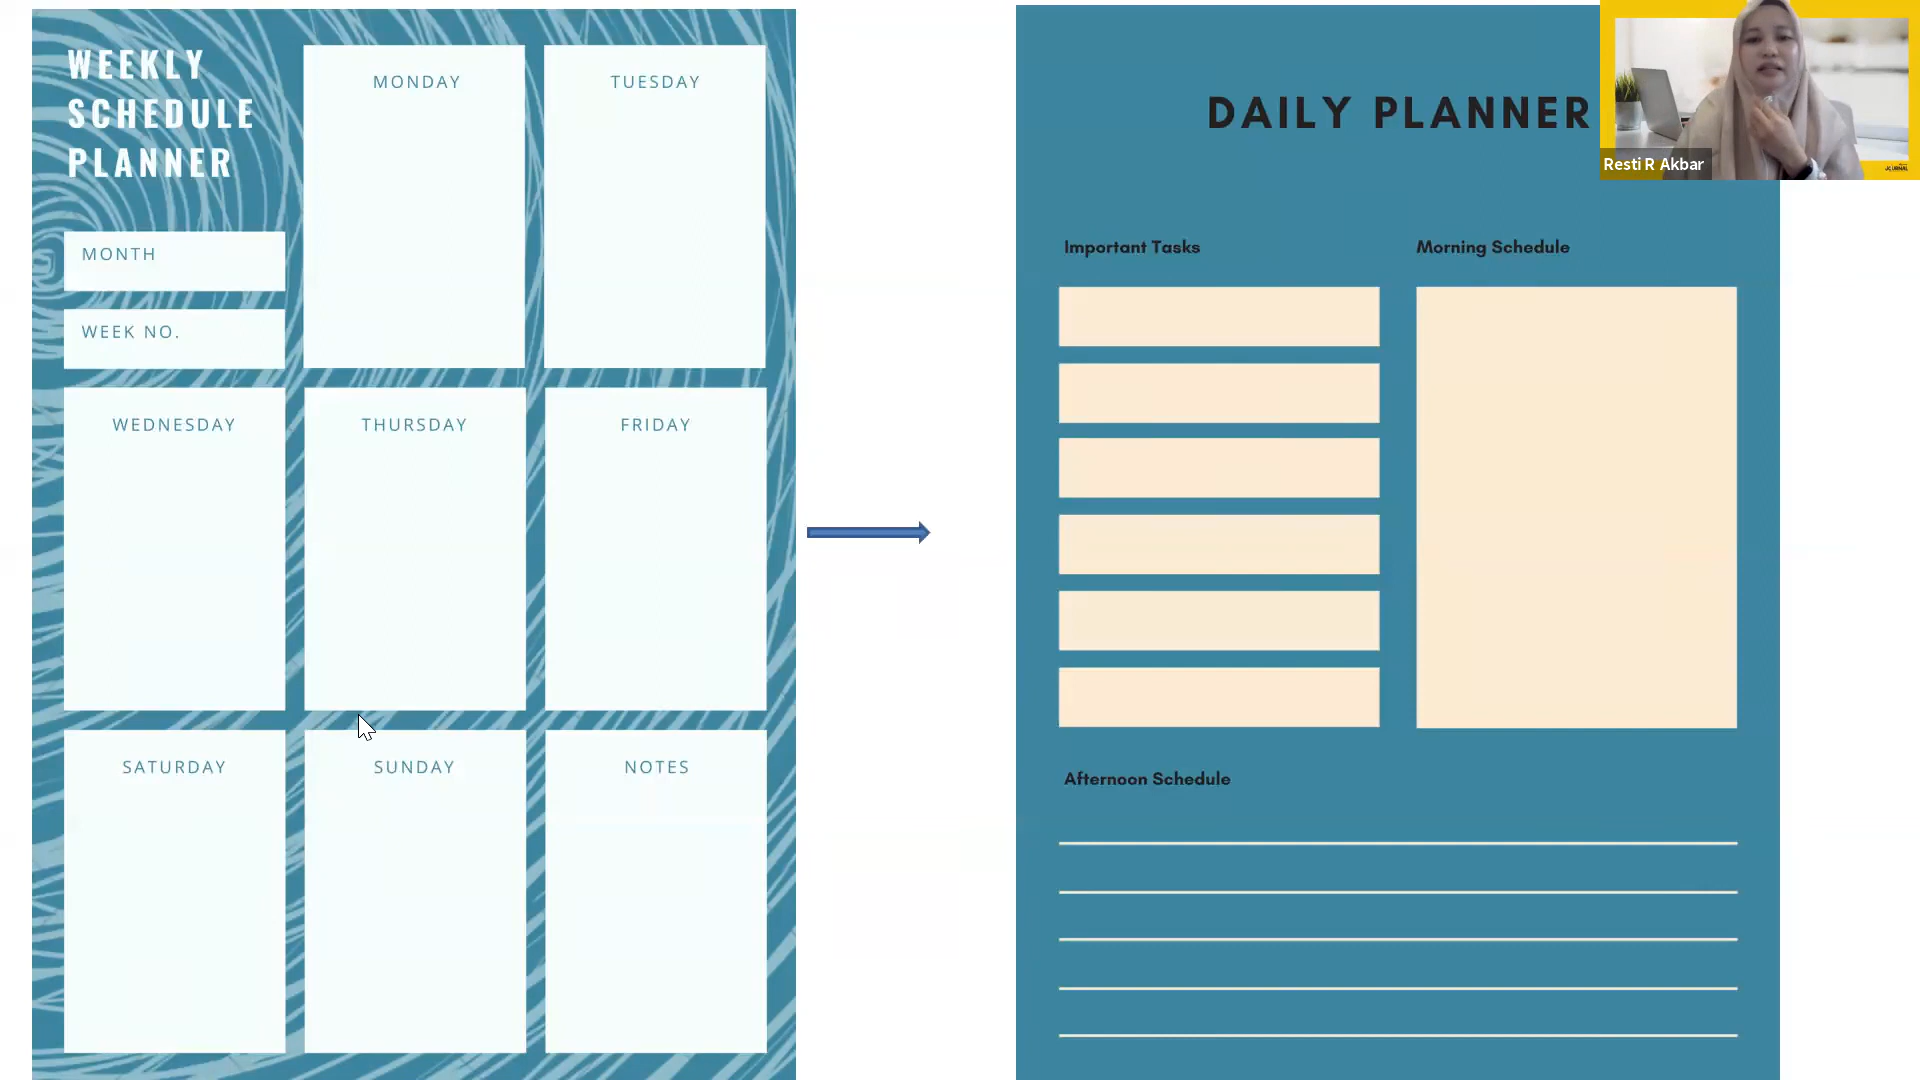 WEEKLY
SCHEDULE
PLANNER
MONTH
WEEK NO.
MONDAY
TUESDAY
WEDNESDAY
THURSDAY
FRIDAY
SATURDAY
SUNDAY
NOTES
DAILY PLANNER
Important Tasks
Morning Schedule
Afternoon Schedule
Resti R Akbar